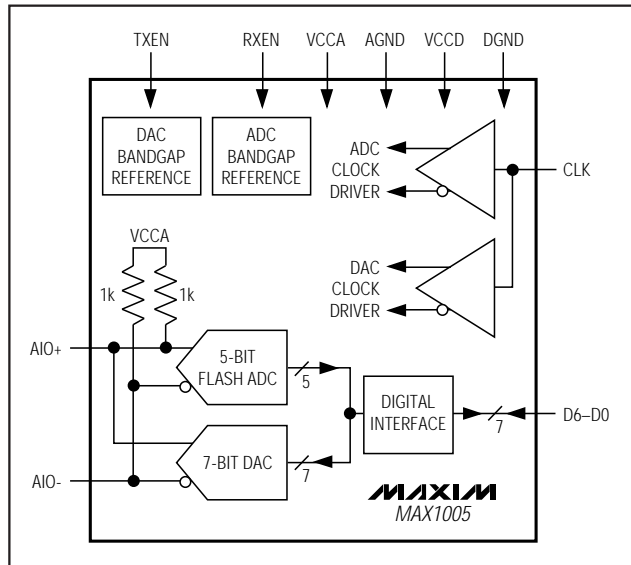 TXEN RXEN VCCA AGND VCCD DGND
DAC
BANDGAP
REFERENCE
ADC
BANDGAP
REFERENCE
ADC
CLOCK
DRIVER
CLK
DAC
CLOCK
DRIVER
VCCA
1k 1k
AIO+
5-BIT
FLASH ADC
5
DIGITAL
INTERFACE
7
D6–D0
7-BIT DAC
7
AIO-
MAXIM
MAX1005